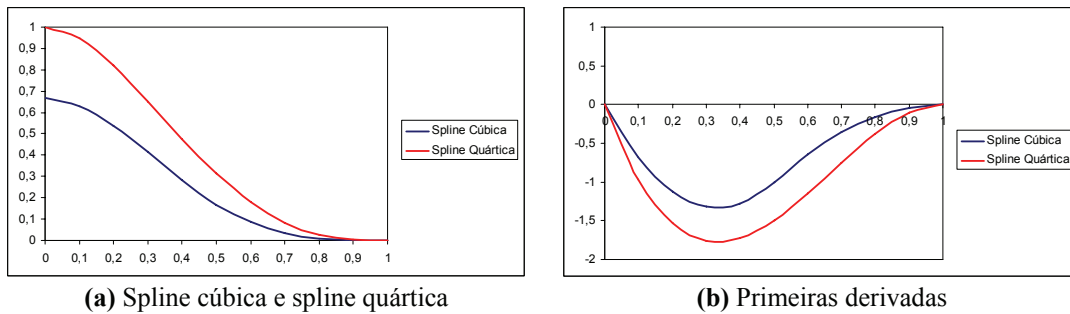 1
0,9
0,8
0,7
0,6
0,5
0,4
0,3
0,2
0,1
0
0 0,1 0,2 0,3 0,4 0,5 0,6 0,7 0,8 0,9 1
Spline Cúbica
Spline Quártica
(a) Spline cúbica e spline quártica
1
0,5
0
-0,5
-1
-1,5
-2
0 0,1 0,2 0,3 0,4 0,5 0,6 0,7 0,8 0,9 1
Spline Cúbica
Spline Quártica
(b) Primeiras derivadas